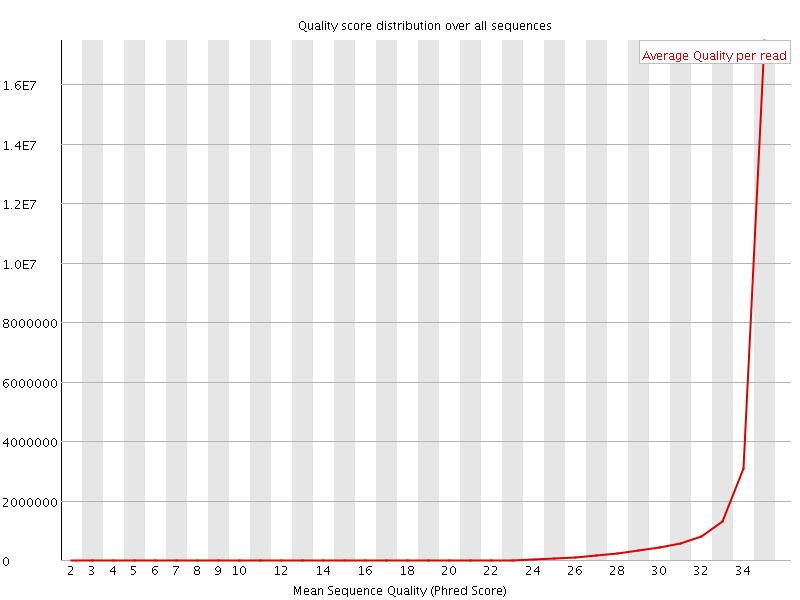 Quality score distribution over all sequences
Average Quality per read
1.6E7
1.4E7
1.2E7
1.0E7
8000000
6000000
4000000
2000000
0
2 3 4 5 6 7 8 9 10 12 14 16 18 20 22 24 26 28 30 32 34
Mean Sequence Quality (Phred Score)